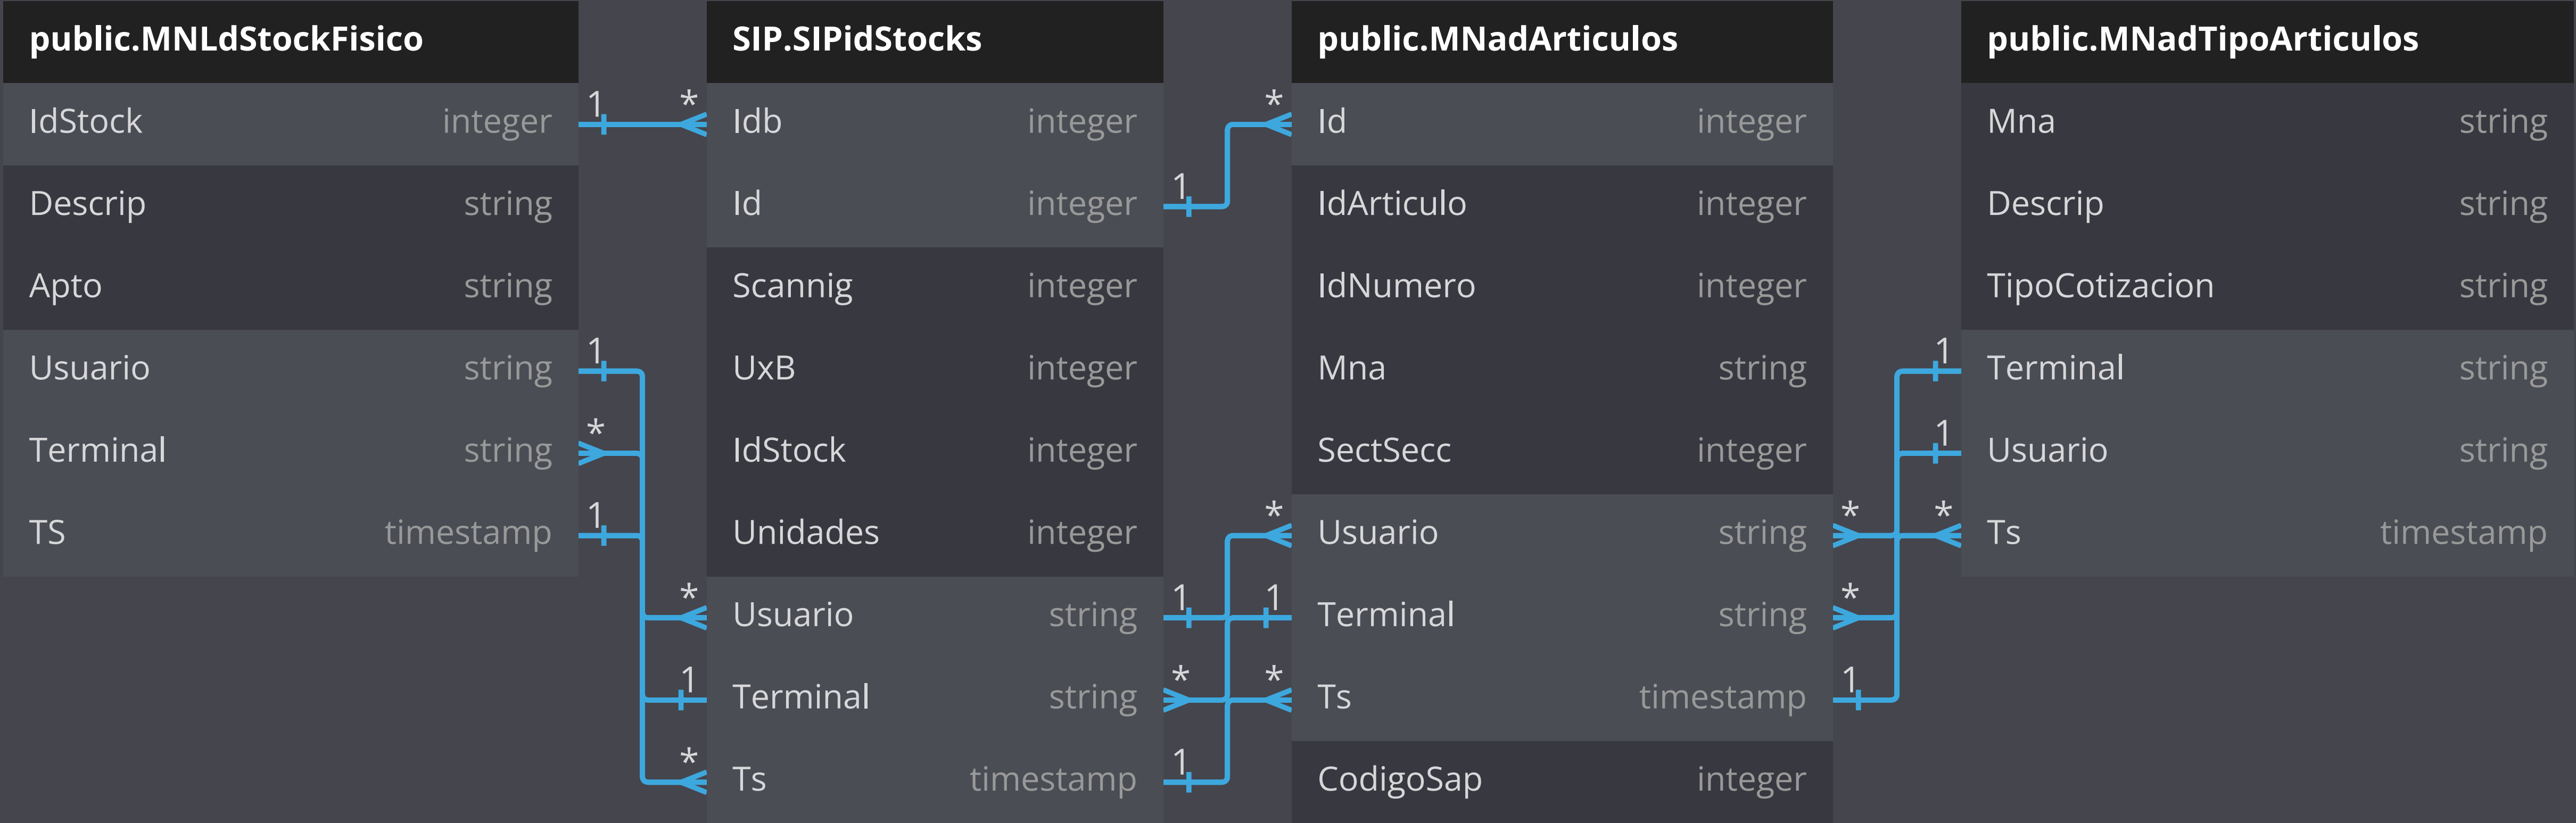 public.MNLdStockFisico
IdStock integer
Descrip string
Apto string
Usuario string
Terminal string
TS timestamp
1 *
1
*
1
*
1
*
SIP.SIPidStocks
Idb integer
Id integer
Scannig integer
UxB integer
IdStock integer
Unidades integer
Usuario string
Terminal string
Ts timestamp
*
1
*
1 1
* *
1
public.MNadArticulos
Id integer
IdArticulo integer
IdNumero integer
Mna string
SectSecc integer
Usuario string
Terminal string
Ts timestamp
CodigoSap integer
1
1
* *
*
1
public.MNadTipoArticulos
Mna string
Descrip string
TipoCotizacion string
Terminal string
Usuario string
Ts timestamp